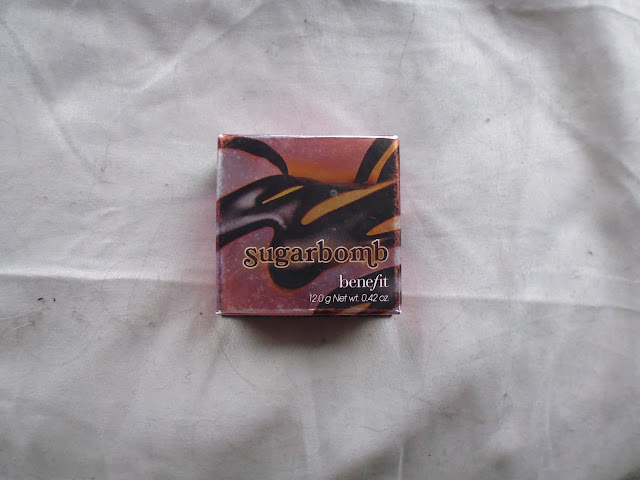 sugarbomb
benefit
12.0 g Net wt. 0.42 oz.